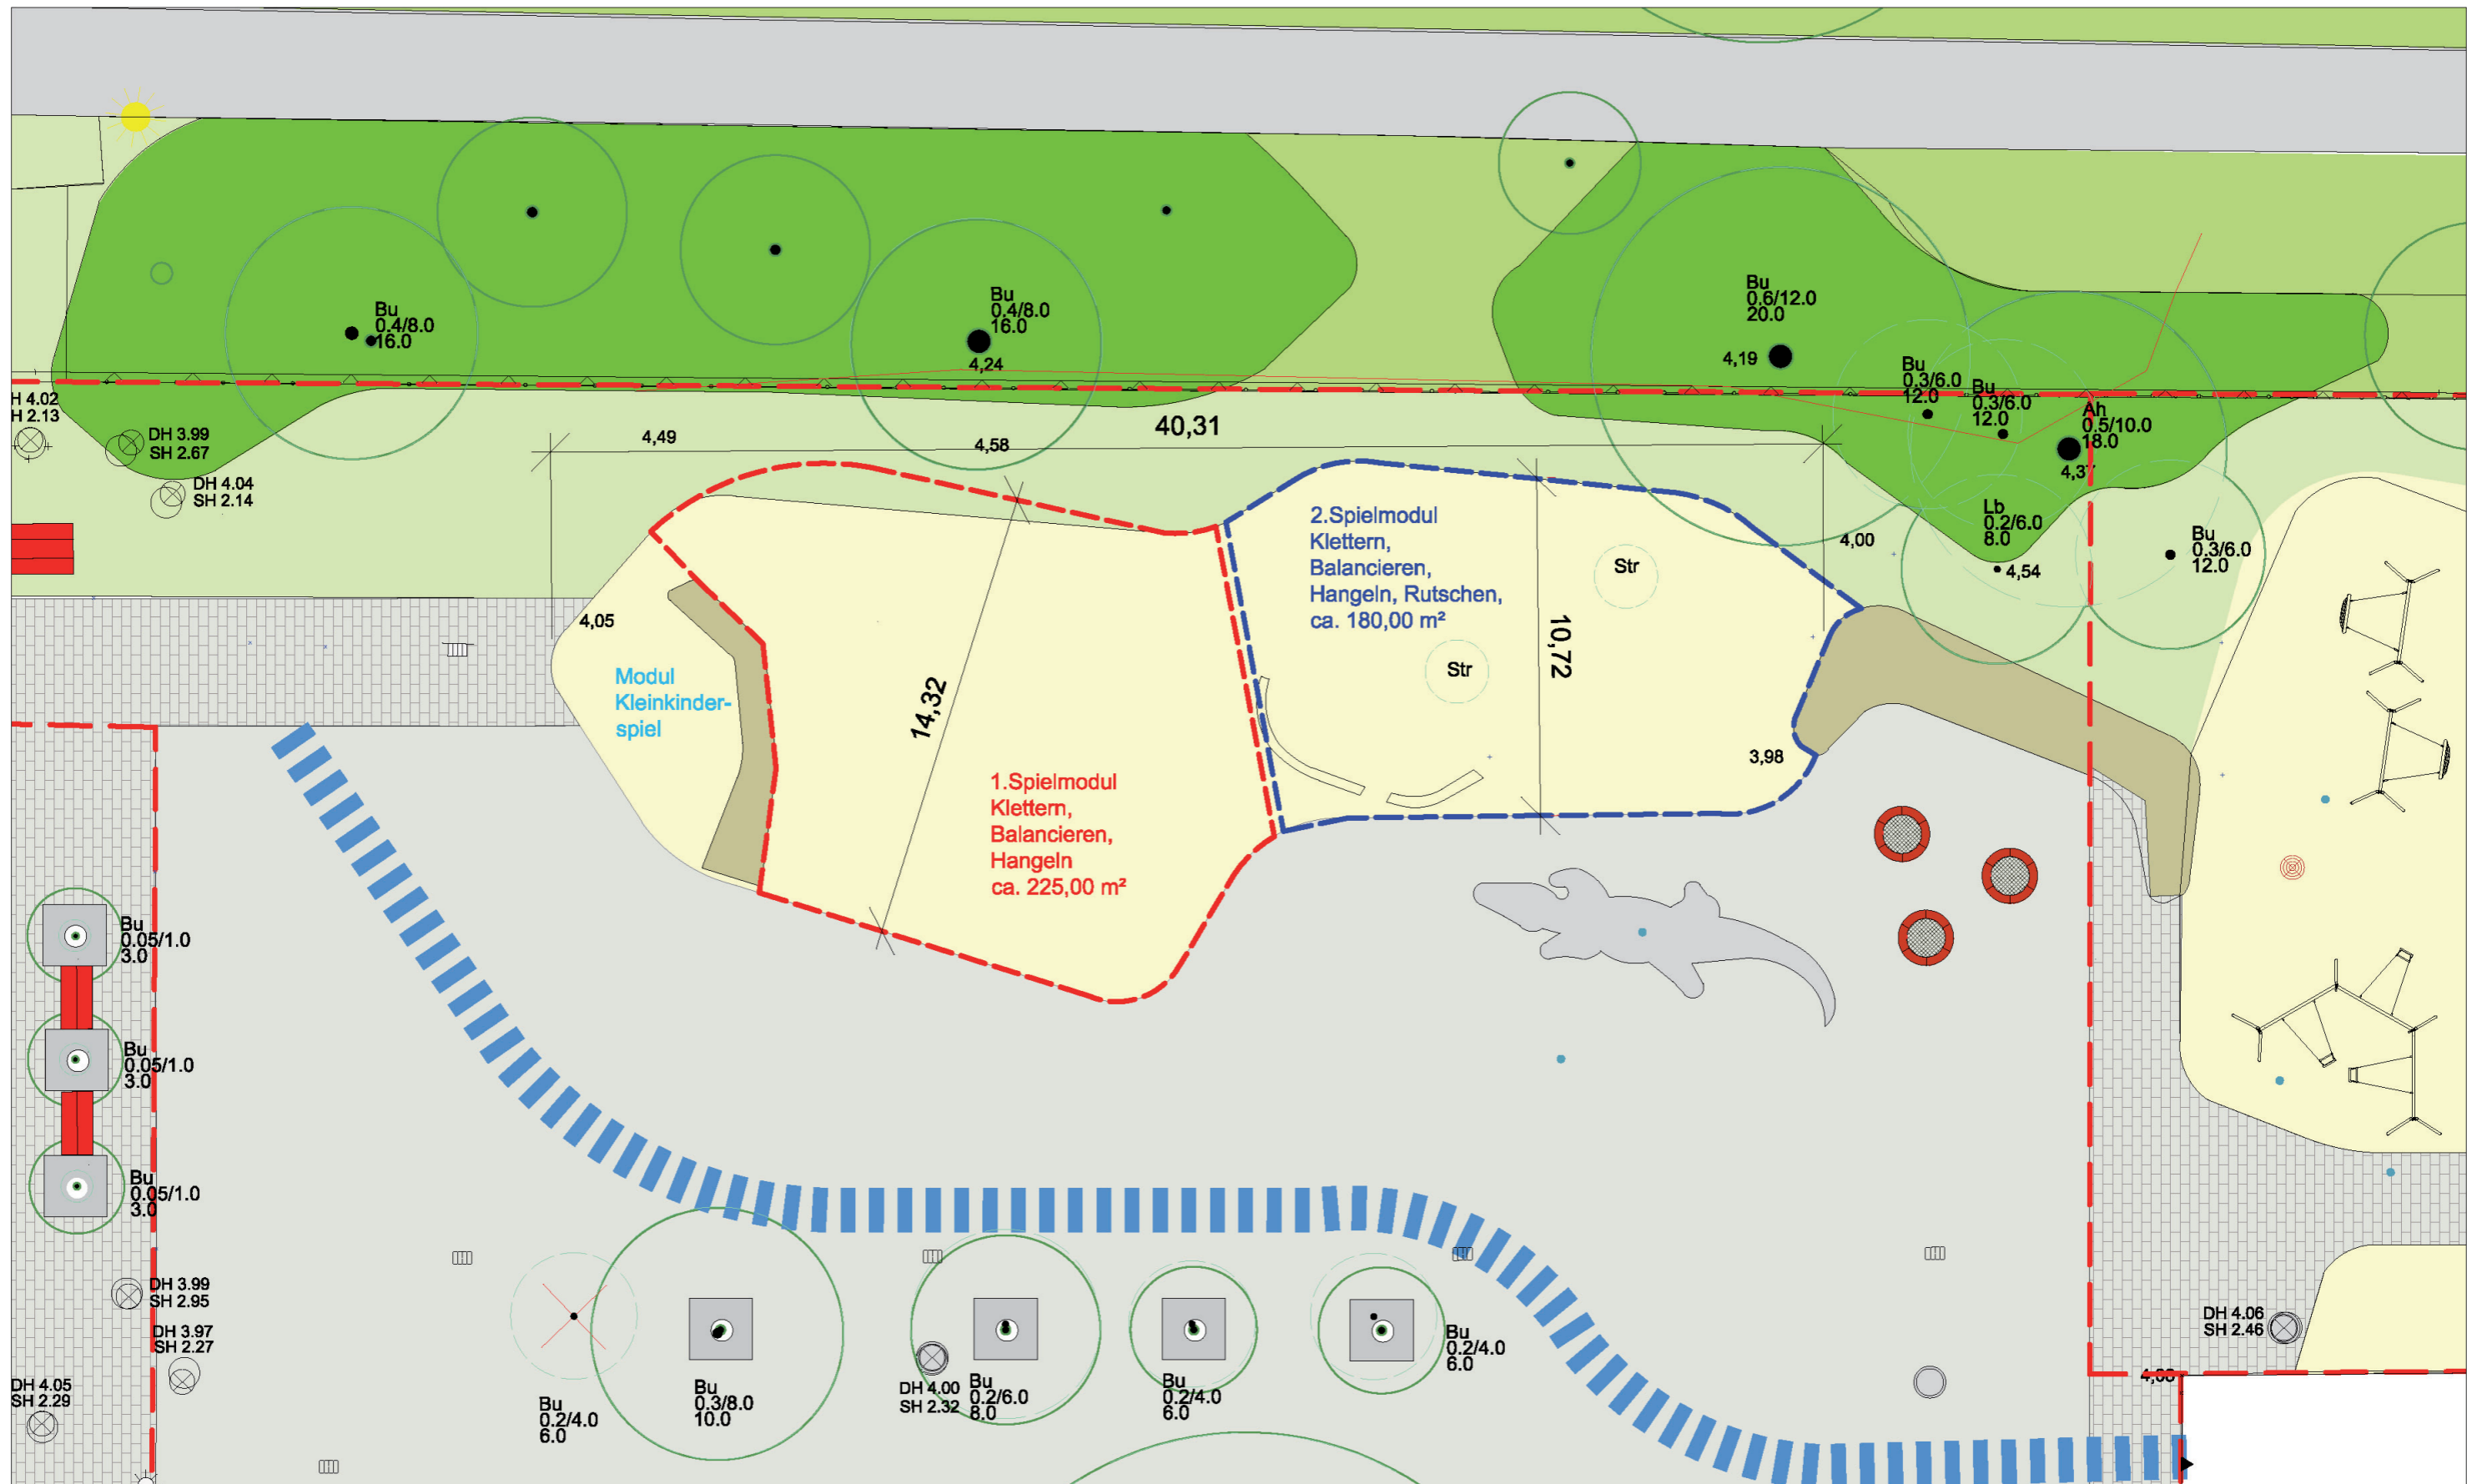 Bu
0.4/8.0
16.0
Bu
0.4/8.0
16.0
4,24
Bu
0.6/12.0
20.0
4,19
Bu
0.3/6.0
12.0
Bu
0.3/6.0
12.0
Ah
0.5/10.0
18.0
4,37
H 4.02
H 2.13
DH 3.99
SH 2.67
DH 4.04
SH 2.14
4,49
4,58
40,31
4,00
Lb
0.2/6.0
8.0
4,54
Bu
0.3/6.0
12.0
4,05
Modul
Kleinkinder-
spiel
14,32
1.Spielmodul
Klettern,
Balancieren,
Hangeln
ca. 225,00 m²
2.Spielmodul
Klettern,
Balancieren,
Hangeln, Rutschen,
ca. 180,00 m²
Str
Str
10,72
3,98
Bu
0.05/1.0
3.0
Bu
0.05/1.0
3.0
Bu
0.05/1.0
3.0
DH 3.99
SH 2.95
DH 3.97
SH 2.27
DH 4.05
SH 2.29
Bu
0.2/4.0
6.0
Bu
0.3/8.0
10.0
DH 4.00
SH 2.32
Bu
0.2/6.0
8.0
Bu
0.2/4.0
6.0
Bu
0.2/4.0
6.0
DH 4.06
SH 2.46